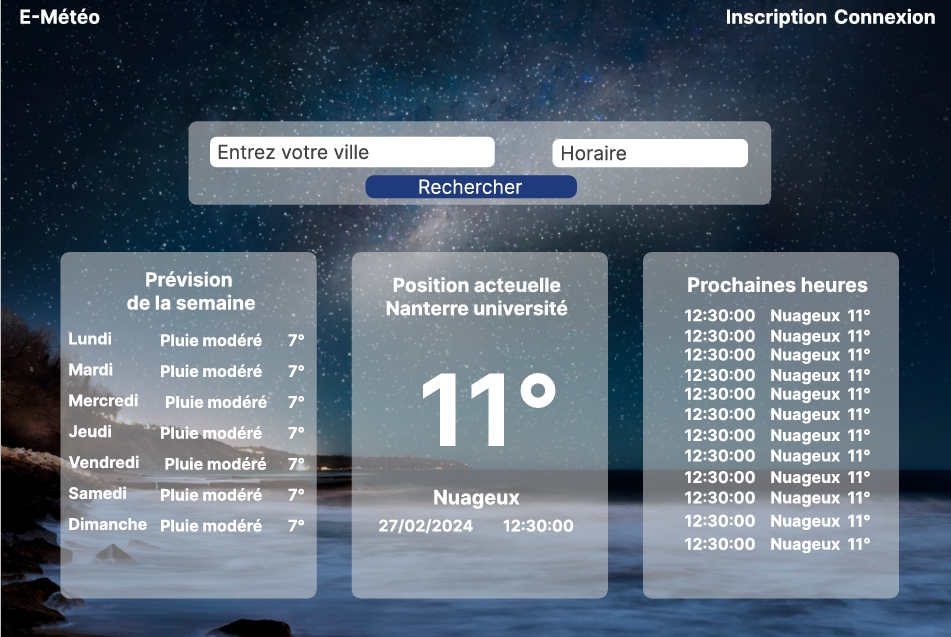 E-Météo
Inscription Connexion
Entrez votre ville
Horaire
Rechercher
Prévision
de la semaine
Lundi Pluie modéré 7°
Mardi Pluie modéré 7°
Mercredi Pluie modéré 7°
Jeudi Pluie modéré 7°
Vendredi Pluie modéré 7°
Samedi Pluie modéré 7°
Dimanche Pluie modéré 7°
Position acteuelle
Nanterre université
11°
Nuageux
27/02/2024 12:30:00
Prochaines heures
12:30:00 Nuageux 11°
12:30:00 Nuageux 11°
12:30:00 Nuageux 11°
12:30:00 Nuageux 11°
12:30:00 Nuageux 11°
12:30:00 Nuageux 11°
12:30:00 Nuageux 11°
12:30:00 Nuageux 11°
12:30:00 Nuageux 11°
12:30:00 Nuageux 11°
12:30:00 Nuageux 11°
12:30:00 Nuageux 11°